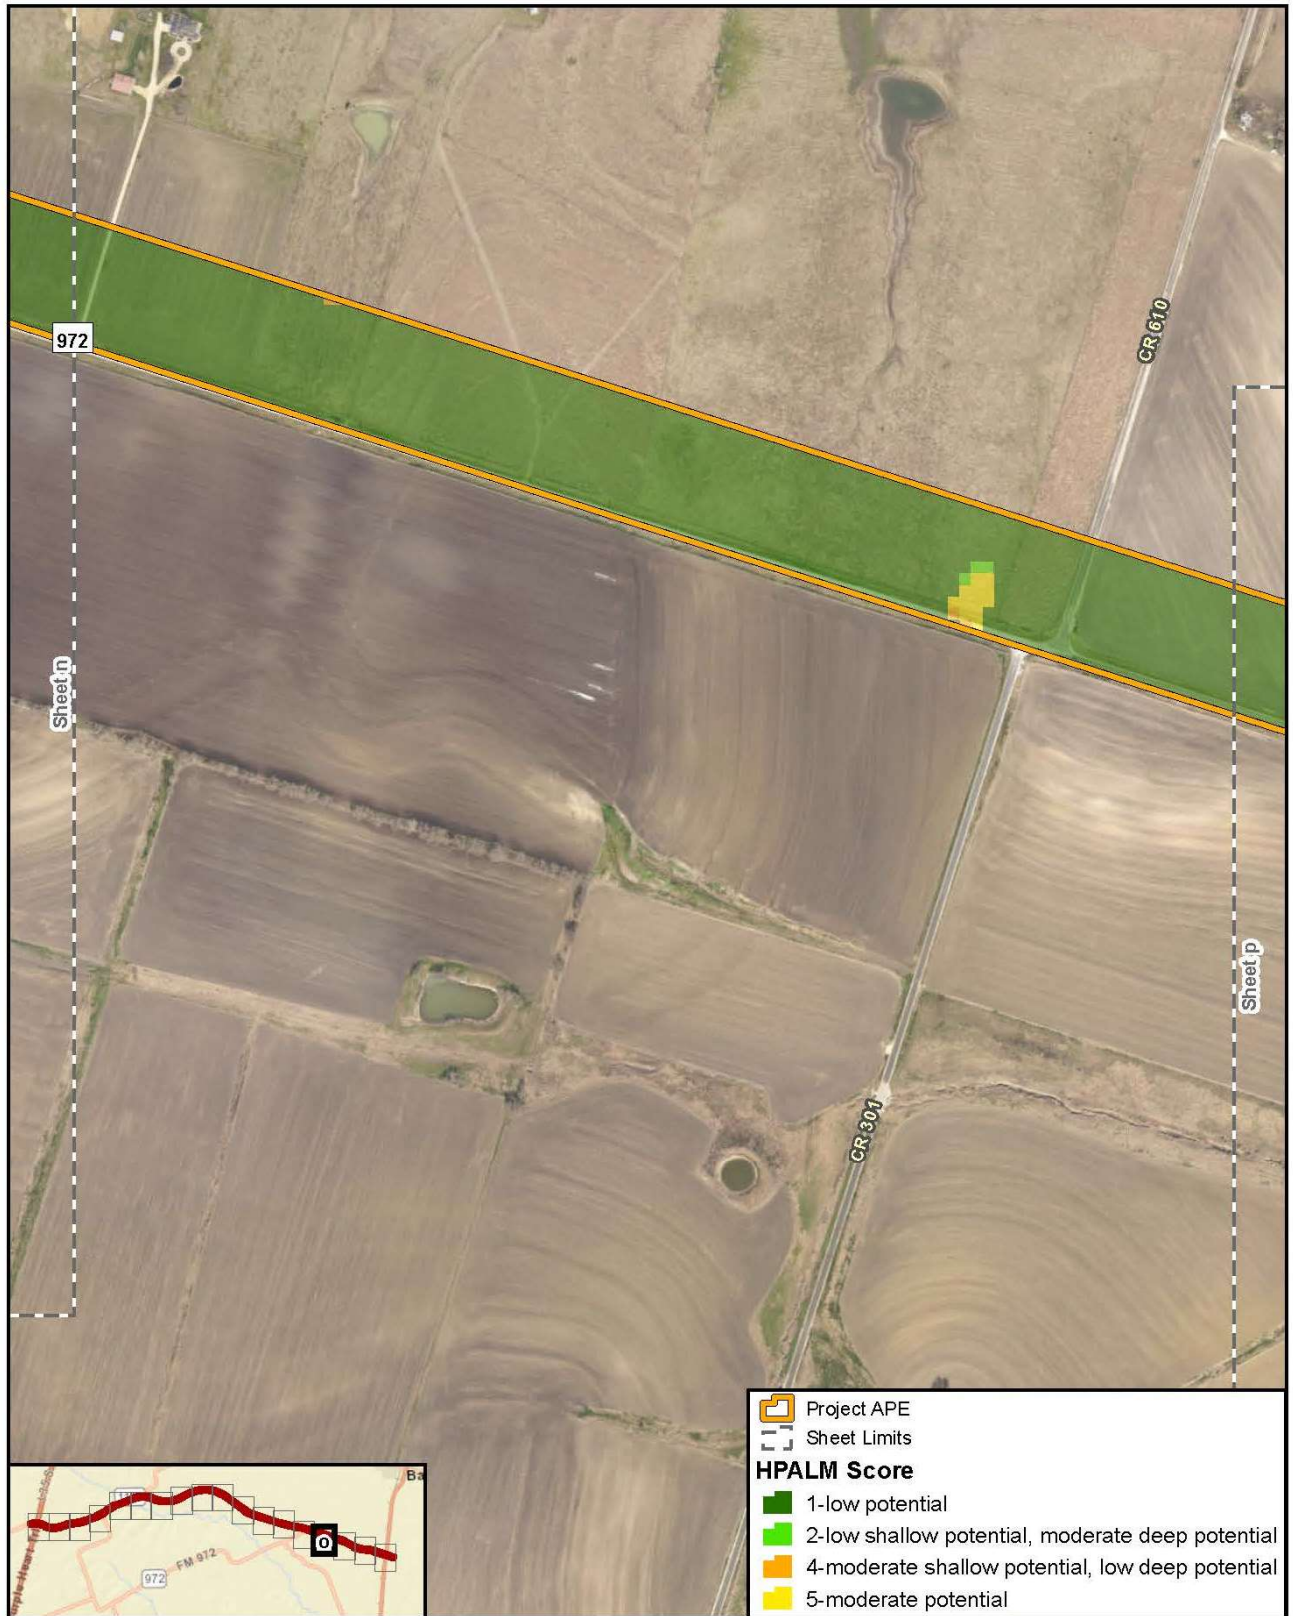 CR 610
972
Sheet n
Sheet p
CR 301
Project APE
Sheet Limits
HPALM Score
1-low potential
2-low shallow potential, moderate deep potential
4-moderate shallow potential, low deep potential
5-moderate potential
Ba
o
FM 972
972